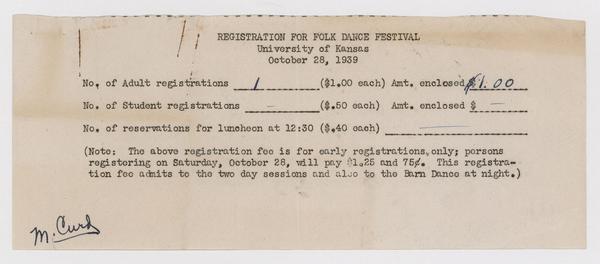 REGISTRATION FOR FOLK DANCE FESTIVAL
University of Kansas
October 28, 1939
No. of Adult registrations 1 ($1.00 each) Amt. enclosed $1.00
No. of Student registrations — ($.50 each) Amt. enclosed $ —
No. of reservations for luncheon at 12:30 ($.40 each) —
(Note: The above registration fee is for early registrations, only; persons
registoring on Saturday, October 28, will pay $1.25 and 75¢. This registra-
tion fee admits to the two day sessions and also to the Barn Dance at night.)
M. Curd